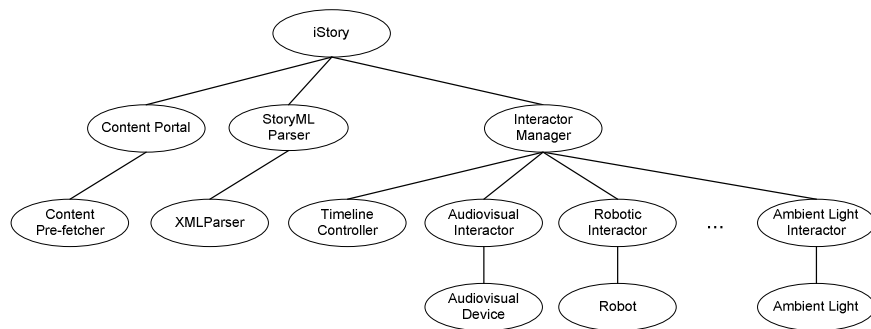 iStory
Content Portal
StoryML
Parser
Interactor
Manager
Content
Pre-fetcher
XMLParser
Timeline
Controller
Audiovisual
Interactor
Robotic
Interactor
...
Ambient Light
Interactor
Audiovisual
Device
Robot
Ambient Light